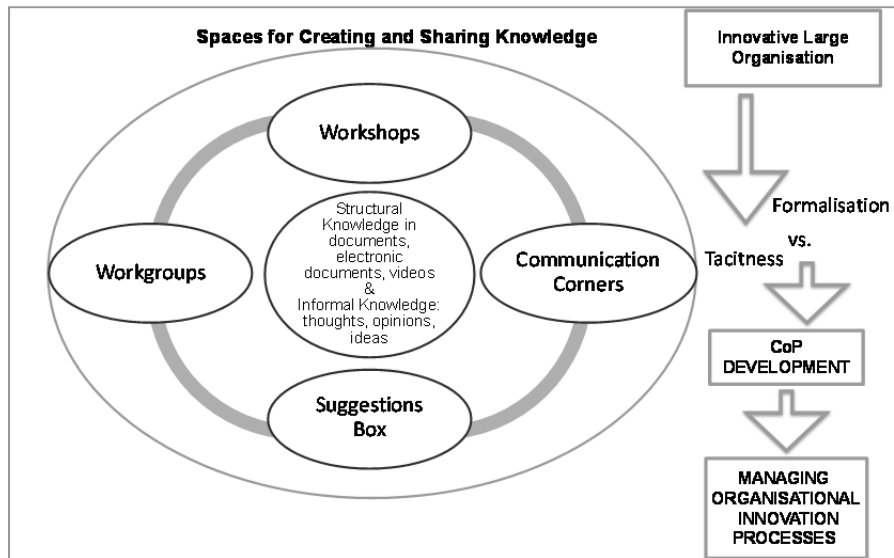 Spaces for Creating and Sharing Knowledge
Workshops
Workgroups
Structural
Knowledge in
documents,
electronic
documents, videos
&
Informal Knowledge:
thoughts, opinions,
ideas
Communication
Corners
Suggestions
Box
Innovative Large
Organisation
Formalisation
vs.
Tacitness
CoP
DEVELOPMENT
MANAGING
ORGANISATIONAL
INNOVATION
PROCESSES